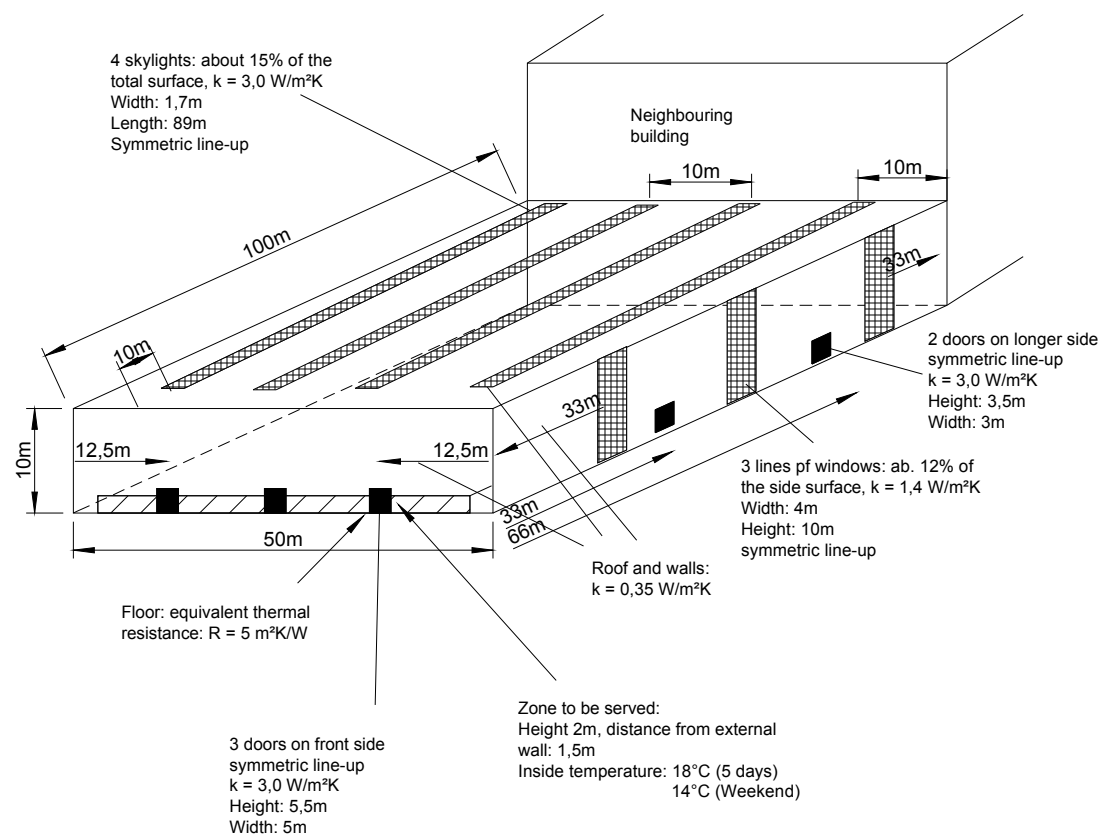 4 skylights: about 15% of the
total surface, k = 3,0 W/m²K
Width: 1,7m
Length: 89m
Symmetric line-up
Neighbouring
building
10m
10m
100m
33m
10m
2 doors on longer side
symmetric line-up
k = 3,0 W/m²K
Height: 3,5m
Width: 3m
33m
10m
12,5m
12,5m
3 lines pf windows: ab. 12% of
the side surface, k = 1,4 W/m²K
Width: 4m
Height: 10m
symmetric line-up
33m
66m
50m
Roof and walls:
k = 0,35 W/m²K
Floor: equivalent thermal
resistance: R = 5 m²K/W
Zone to be served:
Height 2m, distance from external
wall: 1,5m
Inside temperature: 18°C (5 days)
14°C (Weekend)
3 doors on front side
symmetric line-up
k = 3,0 W/m²K
Height: 5,5m
Width: 5m